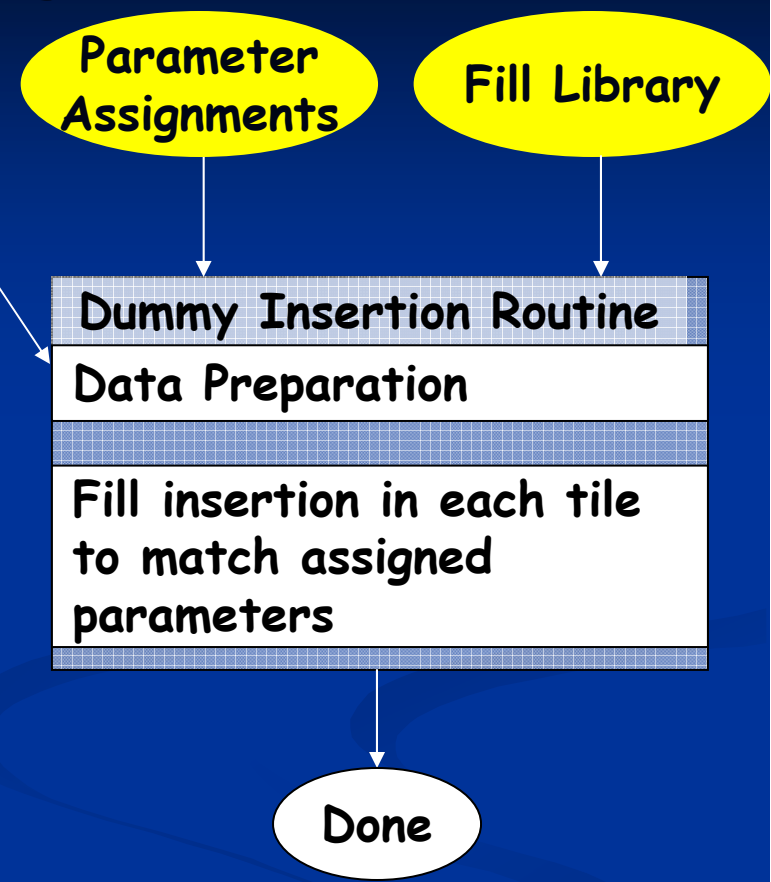 Parameter
Assignments
Fill Library
Dummy Insertion Routine
Data Preparation
Fill insertion in each tile
to match assigned
parameters
Done